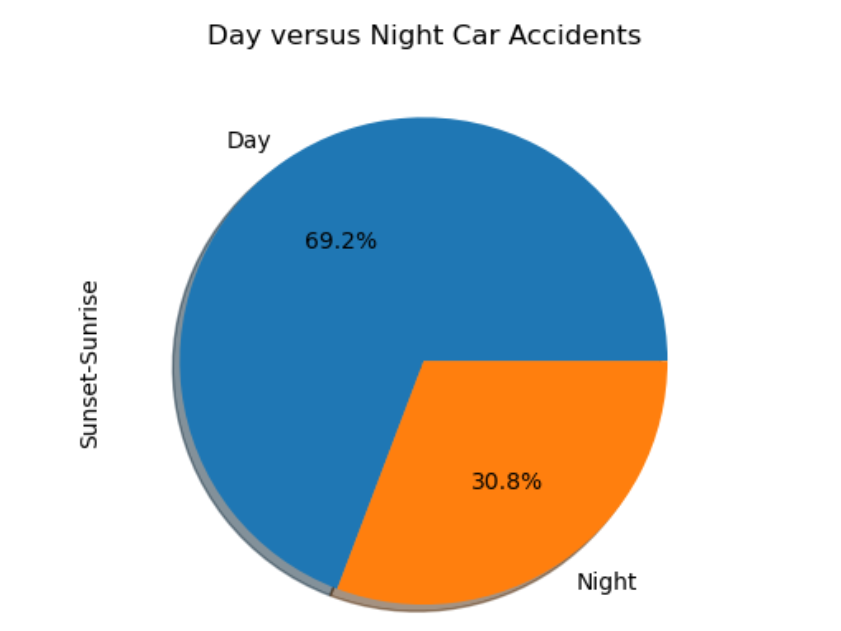 Day versus Night Car Accidents
Day
69.2%
Sunset-Sunrise
30.8%
Night